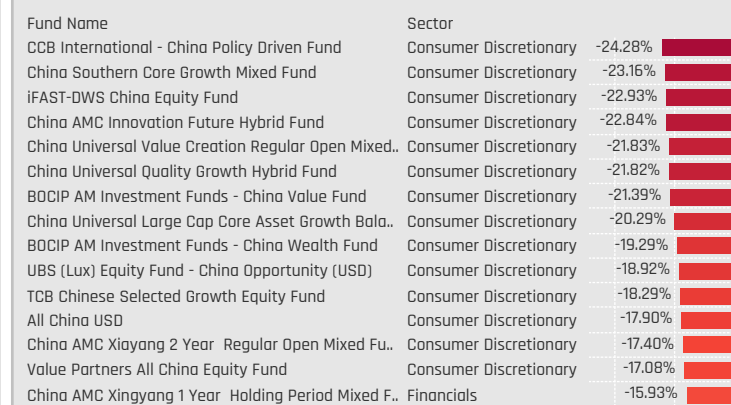 Fund Name Sector
CCB International - China Policy Driven Fund Consumer Discretionary -24.28%
China Southern Core Growth Mixed Fund Consumer Discretionary -23.16%
iFAST-DWS China Equity Fund Consumer Discretionary -22.93%
China AMC Innovation Future Hybrid Fund Consumer Discretionary -22.84%
China Universal Value Creation Regular Open Mixed.. Consumer Discretionary -21.83%
China Universal Quality Growth Hybrid Fund Consumer Discretionary -21.82%
BOCIP AM Investment Funds - China Value Fund Consumer Discretionary -21.39%
China Universal Large Cap Core Asset Growth Bala.. Consumer Discretionary -20.29%
BOCIP AM Investment Funds - China Wealth Fund Consumer Discretionary -19.29%
UBS (Lux) Equity Fund - China Opportunity (USD) Consumer Discretionary -18.92%
TCB Chinese Selected Growth Equity Fund Consumer Discretionary -18.29%
All China USD Consumer Discretionary -17.90%
China AMC Xiayang 2 Year Regular Open Mixed Fu.. Consumer Discretionary -17.40%
Value Partners All China Equity Fund Consumer Discretionary -17.08%
China AMC Xingyang 1 Year Holding Period Mixed F.. Financials -15.93%